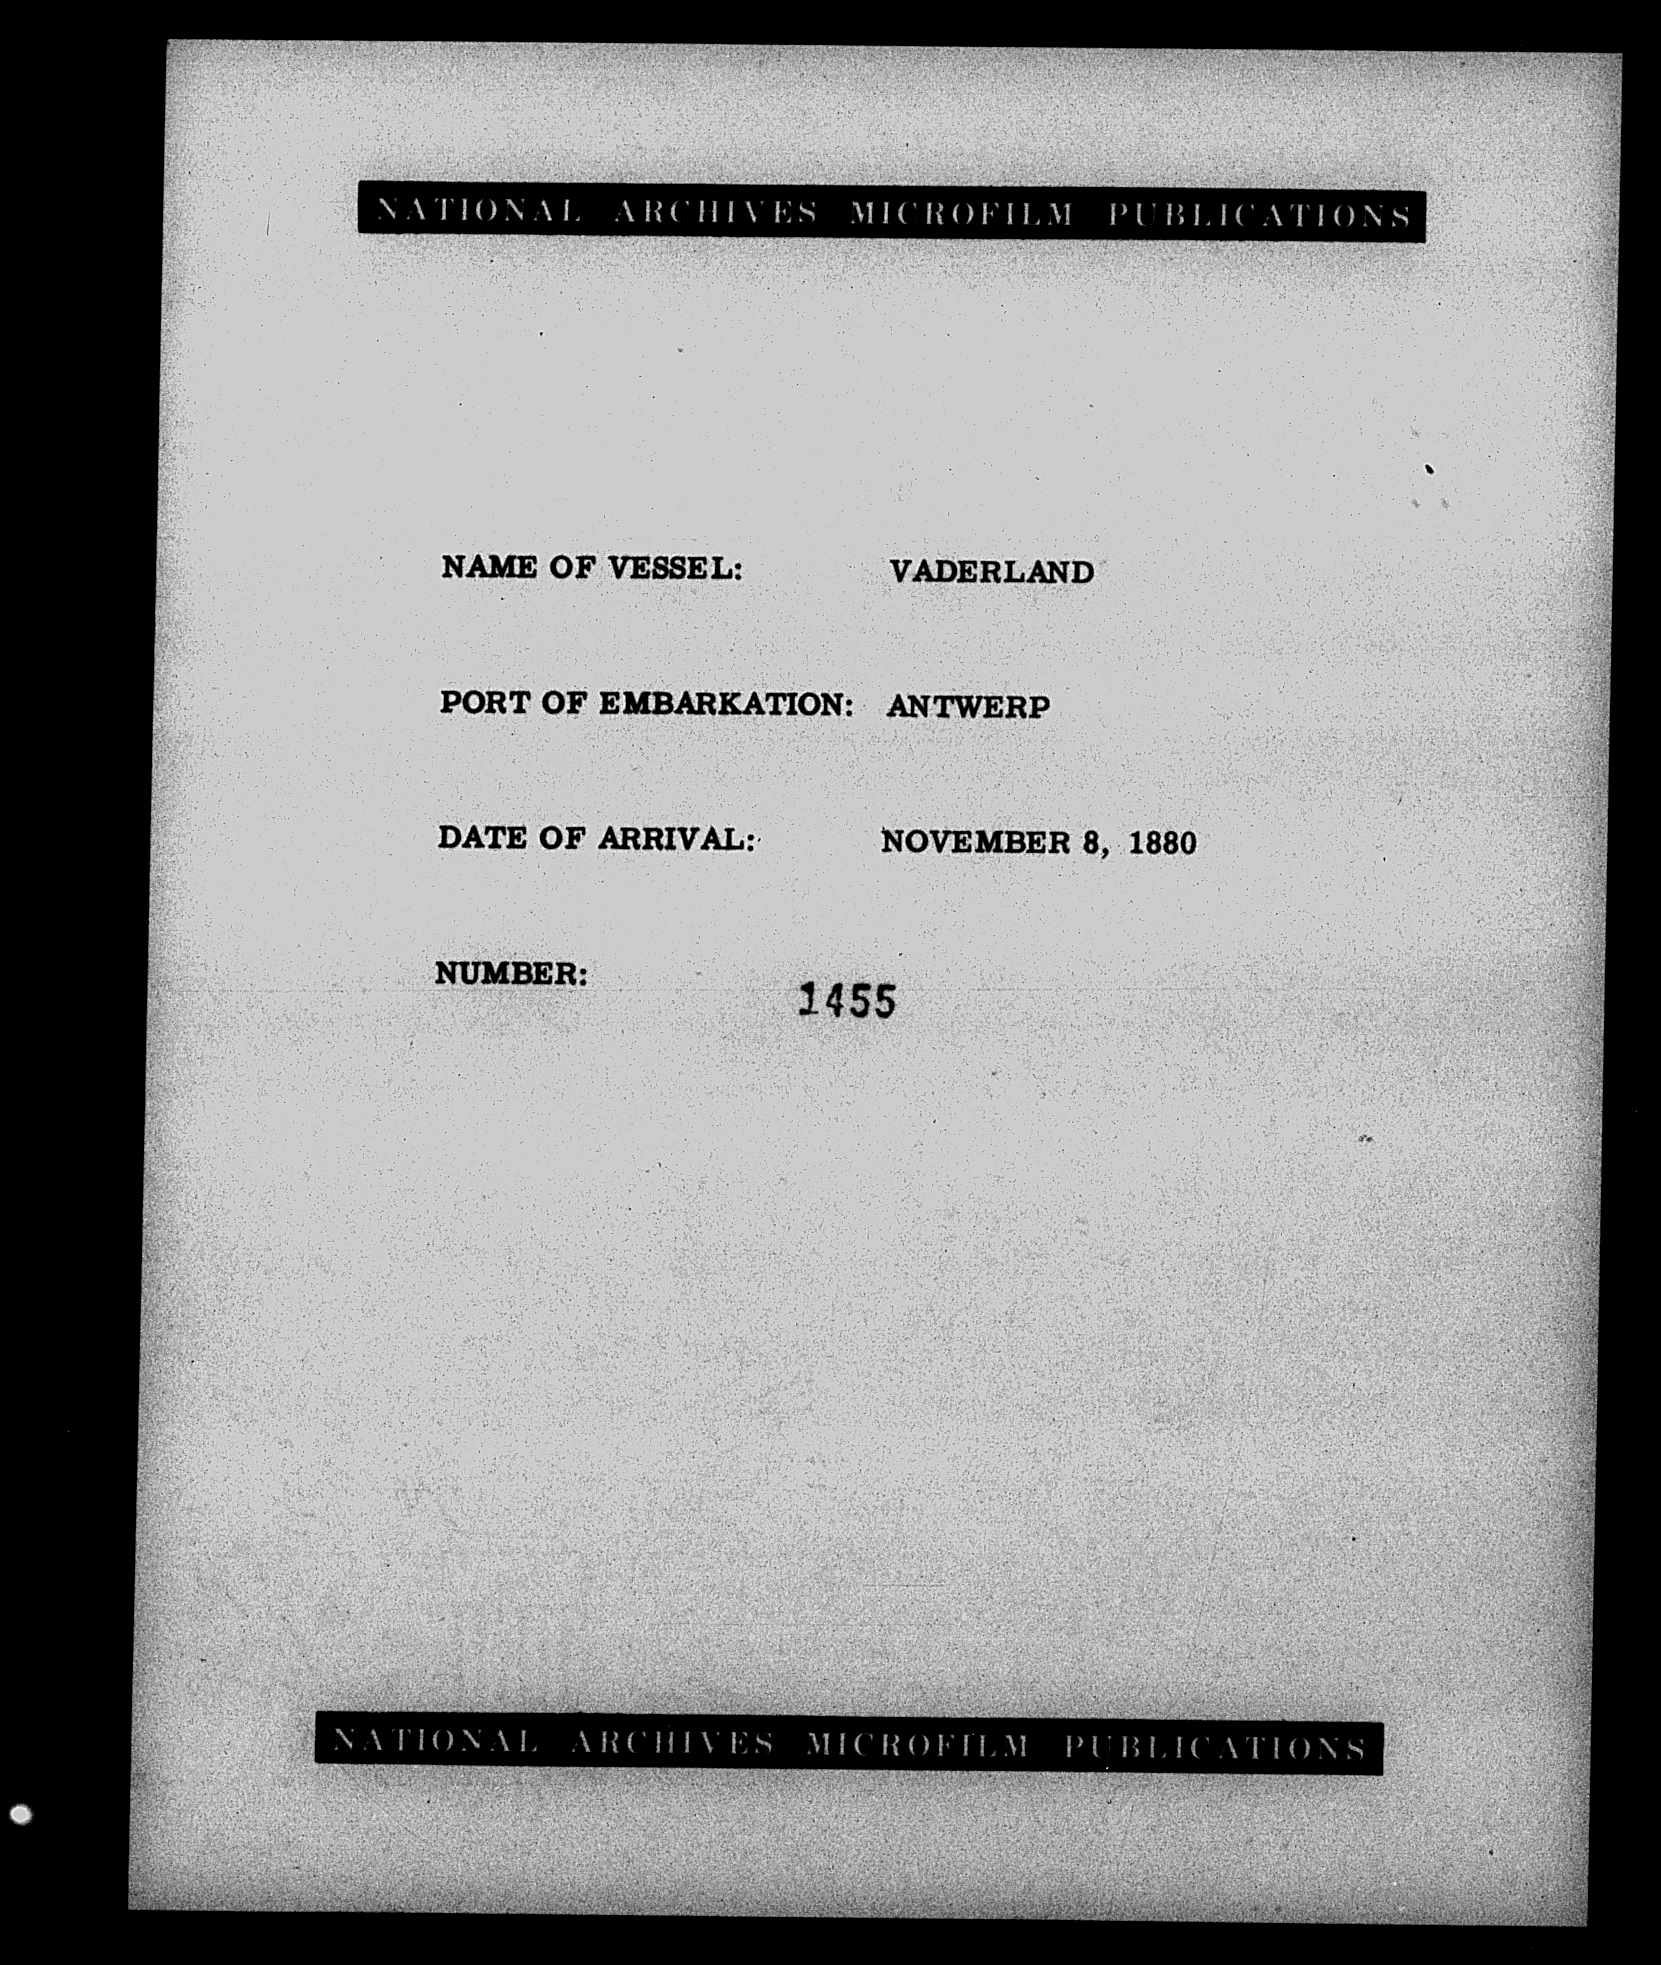 NATIONAL ARCHIVES MICROFILM PUBLICATIONS
NAME OF VESSEL: VADERLAND
PORT OF EMBARKATION: ANTWERP
DATE OF ARRIVAL: NOVEMBER 8, 1880
NUMBER: 1455
NATIONAL ARCHIVES MICROFILM PUBLICATIONS